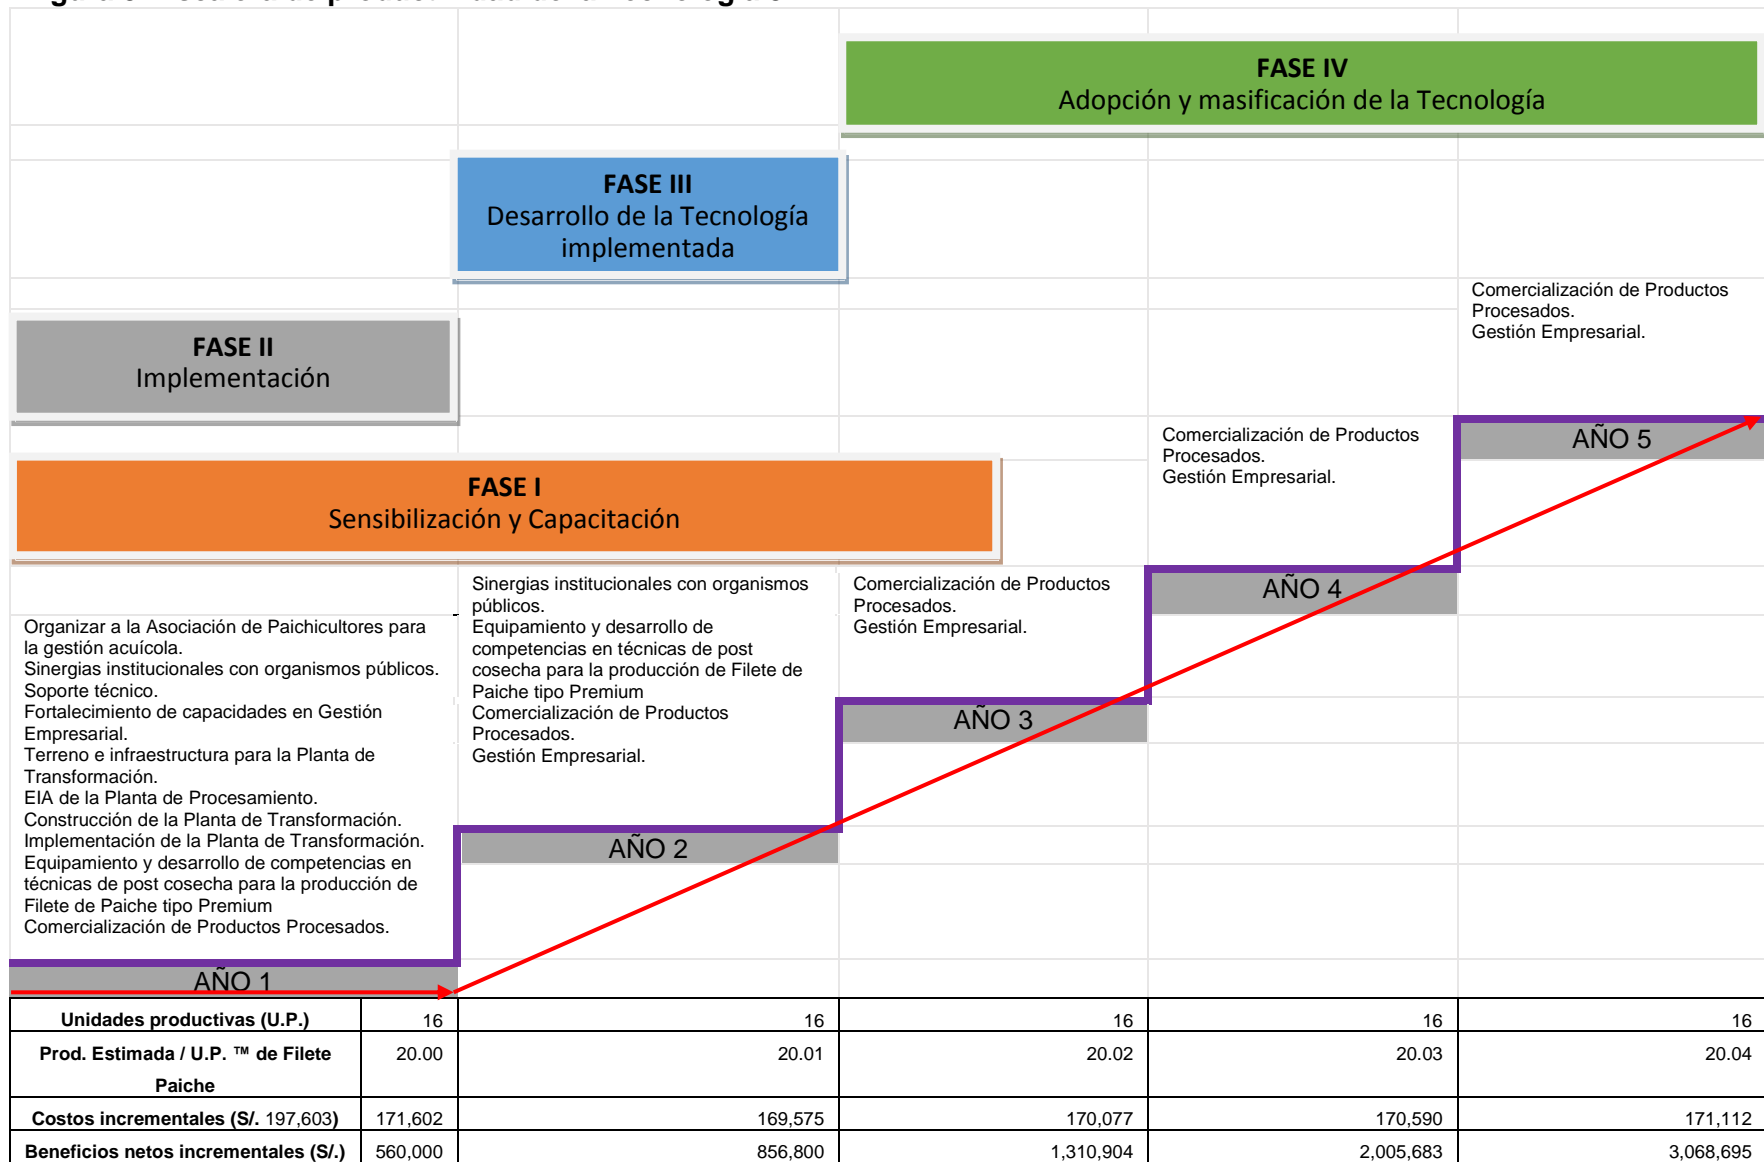 FASE IV
Adopción y masificación de la Tecnología
FASE III
Desarrollo de la Tecnología
implementada
Comercialización de Productos
Procesados.
Gestión Empresarial.
FASE II
Implementación
AÑO 5
Comercialización de Productos
Procesados.
Gestión Empresarial.
FASE I
Sensibilización y Capacitación
AÑO 4
Comercialización de Productos
Procesados.
Gestión Empresarial.
AÑO 3
Sinergias institucionales con organismos
públicos.
Equipamiento y desarrollo de
competencias en técnicas de post
cosecha para la producción de Filete de
Paiche tipo Premium
Comercialización de Productos
Procesados.
Gestión Empresarial.
AÑO 2
Organizar a la Asociación de Paichicultores para
la gestión acuícola.
Sinergias institucionales con organismos públicos.
Soporte técnico.
Fortalecimiento de capacidades en Gestión
Empresarial.
Terreno e infraestructura para la Planta de
Transformación.
EIA de la Planta de Procesamiento.
Construcción de la Planta de Transformación.
Implementación de la Planta de Transformación.
Equipamiento y desarrollo de competencias en
técnicas de post cosecha para la producción de
Filete de Paiche tipo Premium
Comercialización de Productos Procesados.
AÑO 1
Unidades productivas (U.P.) 16 16 16 16 16
Prod. Estimada / U.P. ™ de Filete 20.00 20.01 20.02 20.03 20.04
Paiche
Costos incrementales (S/. 197,603) 171,602 169,575 170,077 170,590 171,112
Beneficios netos incrementales (S/.) 560,000 856,800 1,310,904 2,005,683 3,068,695